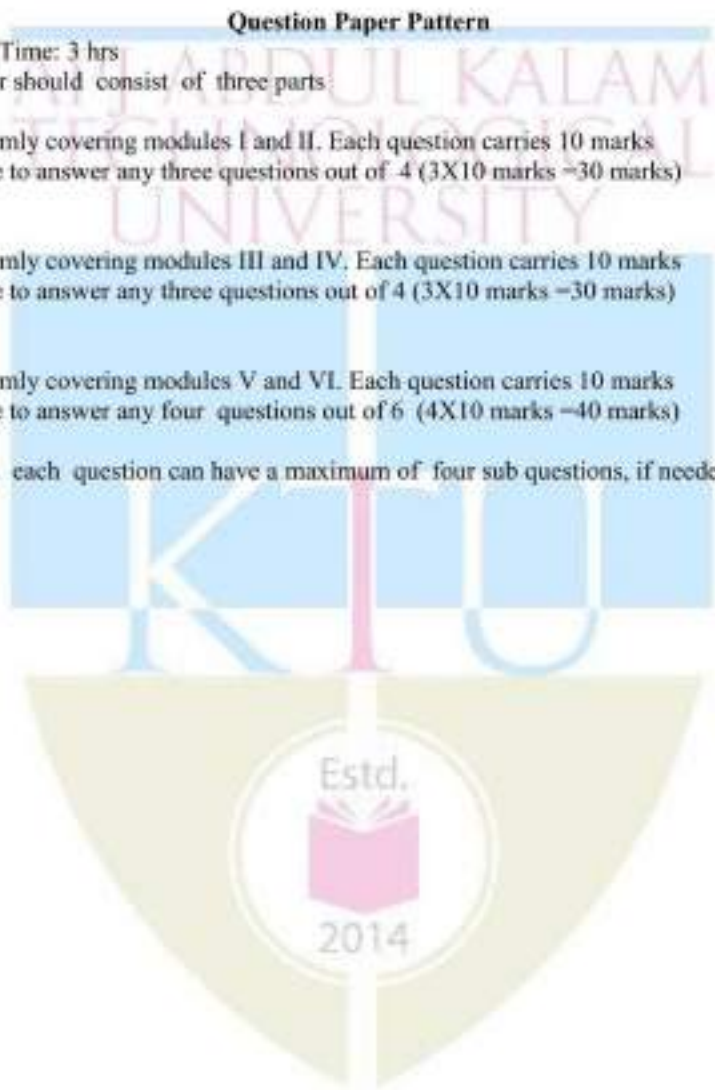 Question Paper Pattern
Time: 3 hrs
r should consist of three parts
APJ ABDUL KALAM
mly covering modules I and II. Each question carries 10 marks
TECHNOLOGICAL
e to answer any three questions out of 4 (3X10 marks =30 marks)
UNIVERSITY
mly covering modules III and IV. Each question carries 10 marks
e to answer any three questions out of 4 (3X10 marks =30 marks)
mly covering modules V and VI. Each question carries 10 marks
e to answer any four questions out of 6 (4X10 marks =40 marks)
each question can have a maximum of four sub questions, if neede
KTU
Estd.
2014